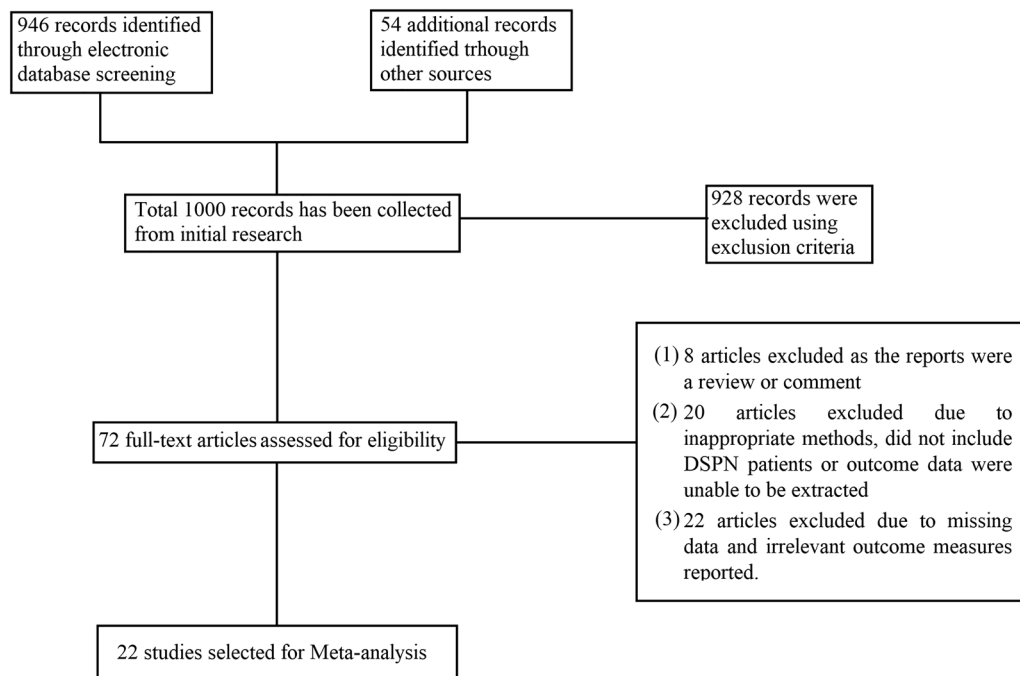 946 records identified
through electronic
database screening
54 additional records
identified trhough
other sources
Total 1000 records has been collected
from initial research
928 records were
excluded using
exclusion criteria
72 full-text articles assessed for eligibility
(1) 8 articles excluded as the reports were
a review or comment
(2) 20 articles excluded due to
inappropriate methods, did not include
DSPN patients or outcome data were
unable to be extracted
(3) 22 articles excluded due to missing
data and irrelevant outcome measures
reported.
22 studies selected for Meta-analysis